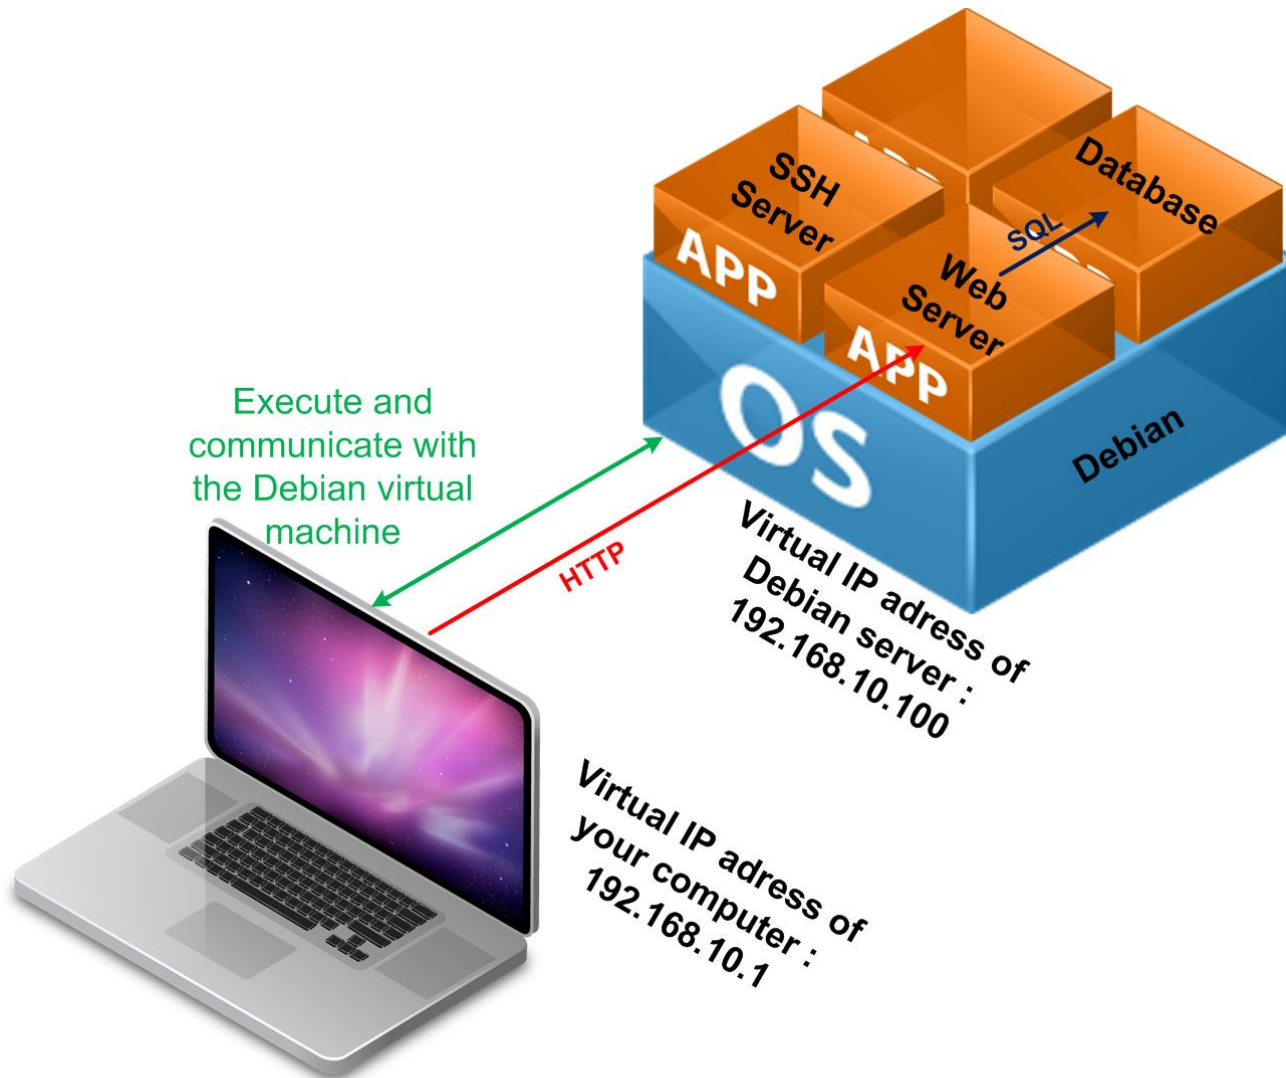 SSH
Server
APP
Database
SQL
Web
Server
APP
OS
Debian
Execute and
communicate with
the Debian virtual
machine
HTTP
Virtual IP adress of
Debian server :
192.168.10.100
Virtual IP adress of
your computer :
192.168.10.1